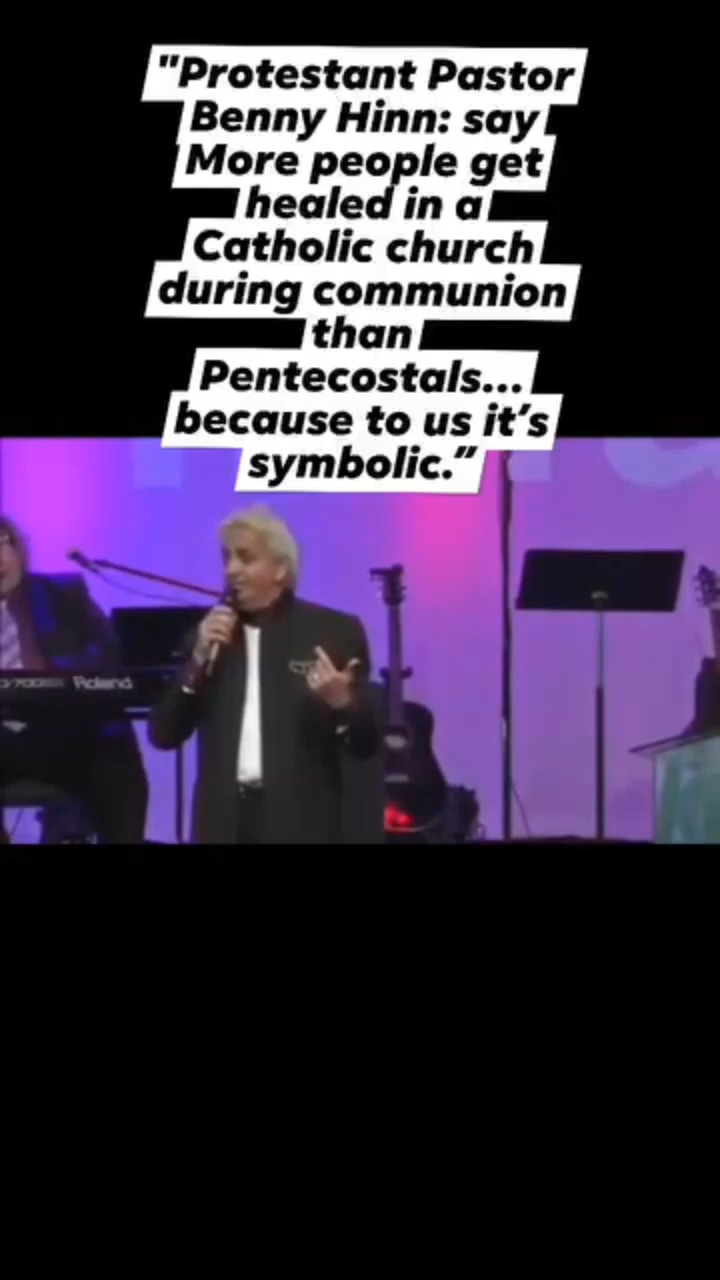 "Protestant Pastor
Benny Hinn: say
More people get
healed in a
Catholic church
during communion
than
Pentecostals...
because to us it's
symbolic."
Roland